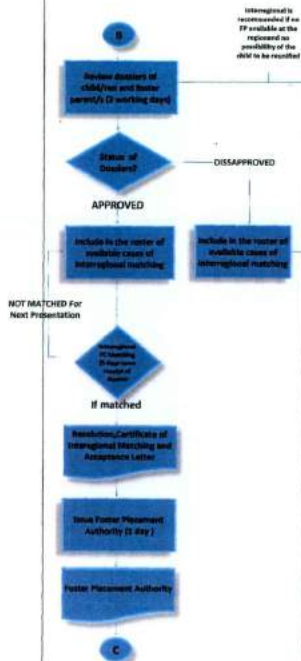 Interregional is
recommended if no
FP available at the
region and no
possibility of the
child to be reunified
B
Review dossiers of
child/ren and foster
parent/s (2 working days)
Status of
Dossiers?
DISSAPPROVED
APPROVED
Include in the roster of
available cases of
interregional matching
Include in the roster of
available cases of
interregional matching
NOT MATCHED For
Next Presentation
Interregional
Matching
If matched
Resolution,Certificate of
Interregional Matching and
Acceptance Letter
Issue Foster Placement
Authority (1 day )
Foster Placement Authority
C